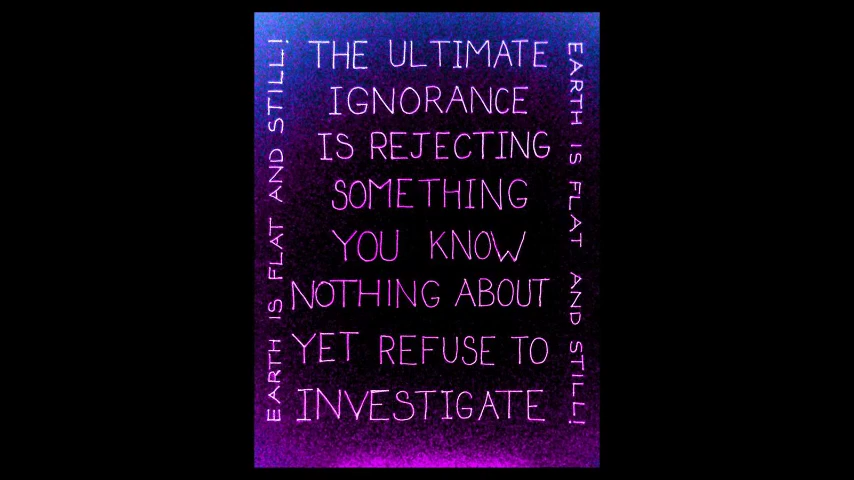 EARTH IS FLAT AND STILL!
THE ULTIMATE
IGNORANCE
IS REJECTING
SOMETHING
YOU KNOW
NOTHING ABOUT
YET REFUSE TO
INVESTIGATE
EARTH IS FLAT AND STILL!